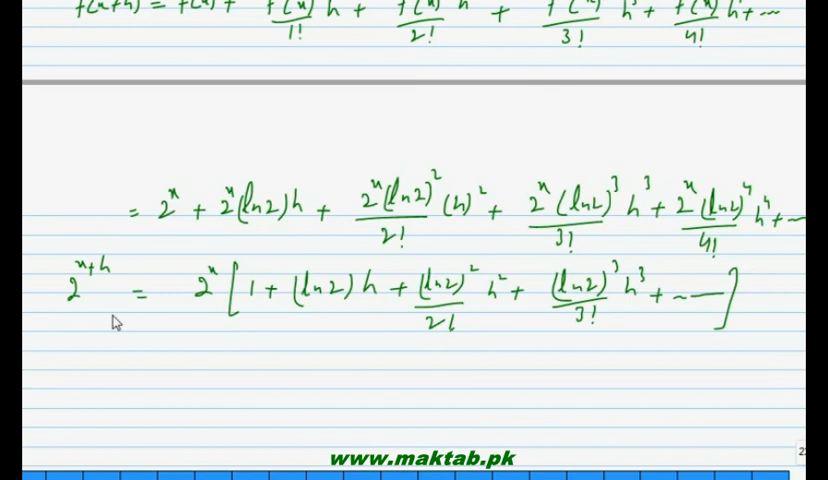 f(x+h) = f(x) + f'(x)/1! h + f''(x)/2! h² + f'''(x)/3! h³ + f⁗(x)/4! h⁴ + ...
= 2^x + 2^x (ln2)h + 2^x (ln2)²/2! (h)² + 2^x (ln2)³/3! h³ + 2^x (ln2)⁴/4! h⁴ + ...
2^(x+h) = 2^x [1 + (ln2)h + (ln2)²/2! h² + (ln2)³/3! h³ + ...]
www.maktab.pk